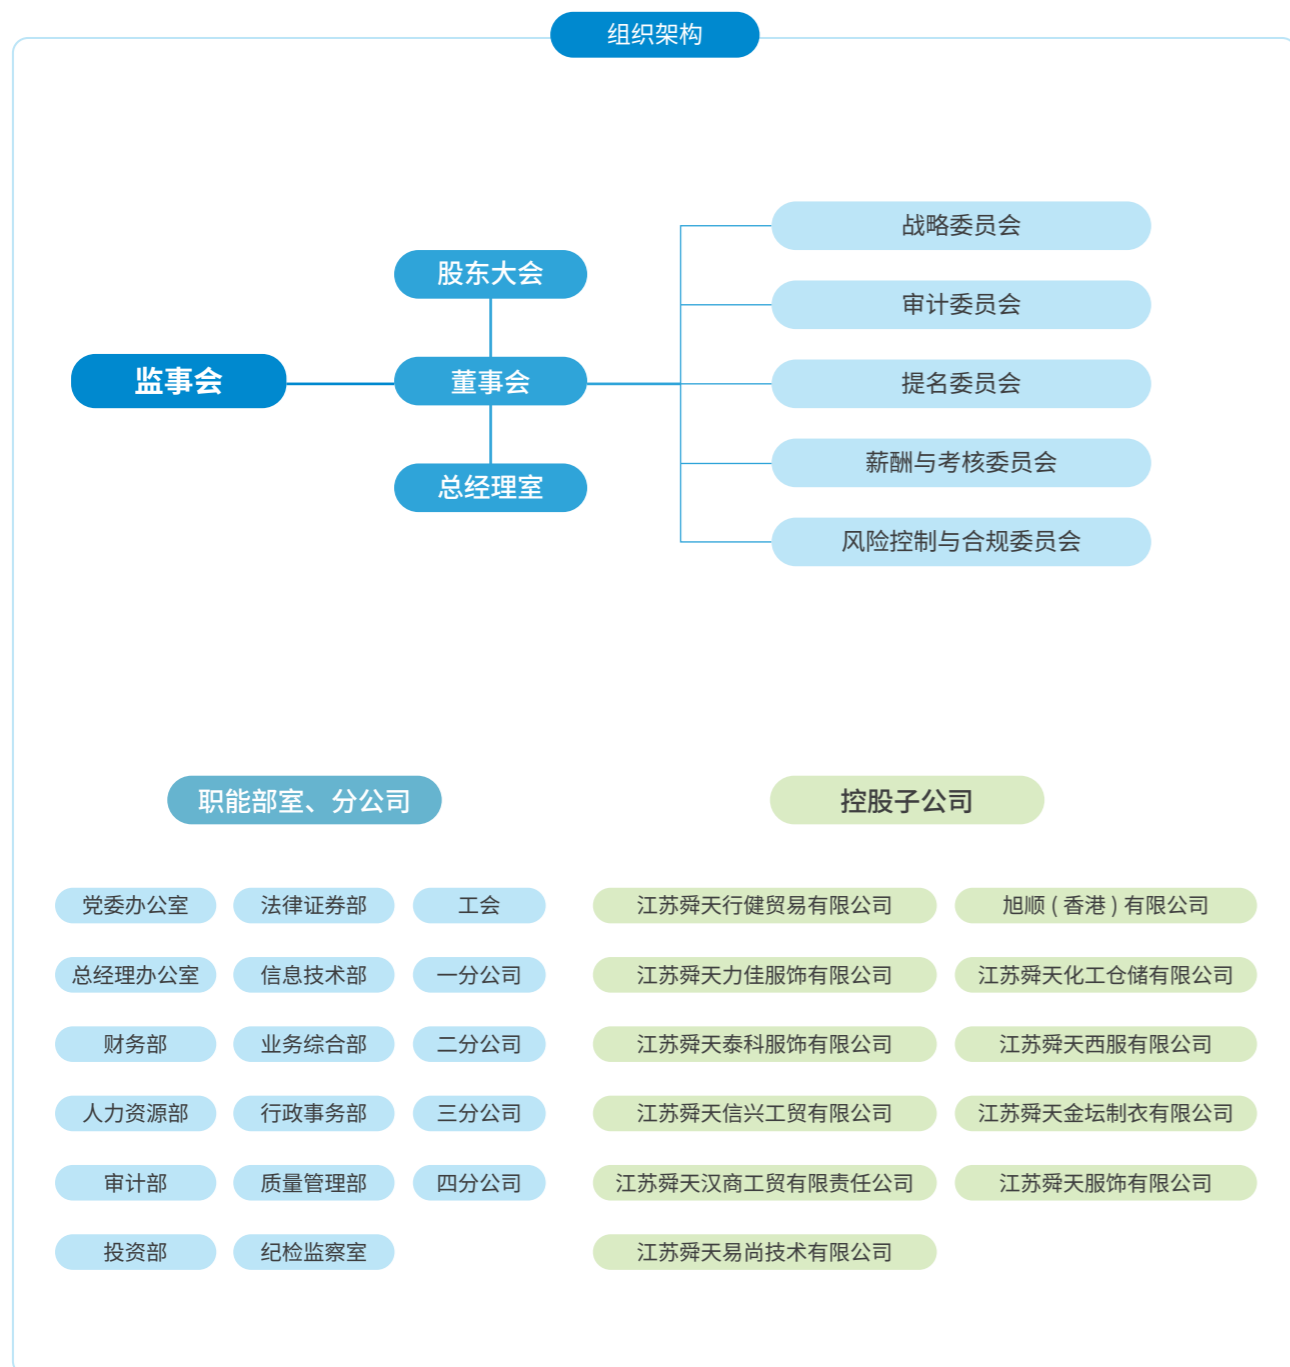 组织架构
战略委员会
股东大会
审计委员会
监事会
董事会
提名委员会
薪酬与考核委员会
总经理室
风险控制与合规委员会
职能部室、分公司
控股子公司
党委办公室 法律证券部 工会 江苏舜天行健贸易有限公司 旭顺 ( 香港 ) 有限公司
总经理办公室 信息技术部 一分公司 江苏舜天力佳服饰有限公司 江苏舜天化工仓储有限公司
财务部 业务综合部 二分公司 江苏舜天泰科服饰有限公司 江苏舜天西服有限公司
人力资源部 行政事务部 三分公司 江苏舜天信兴工贸有限公司 江苏舜天金坛制衣有限公司
审计部 质量管理部 四分公司 江苏舜天汉商工贸有限责任公司 江苏舜天服饰有限公司
投资部 纪检监察室 江苏舜天易尚技术有限公司